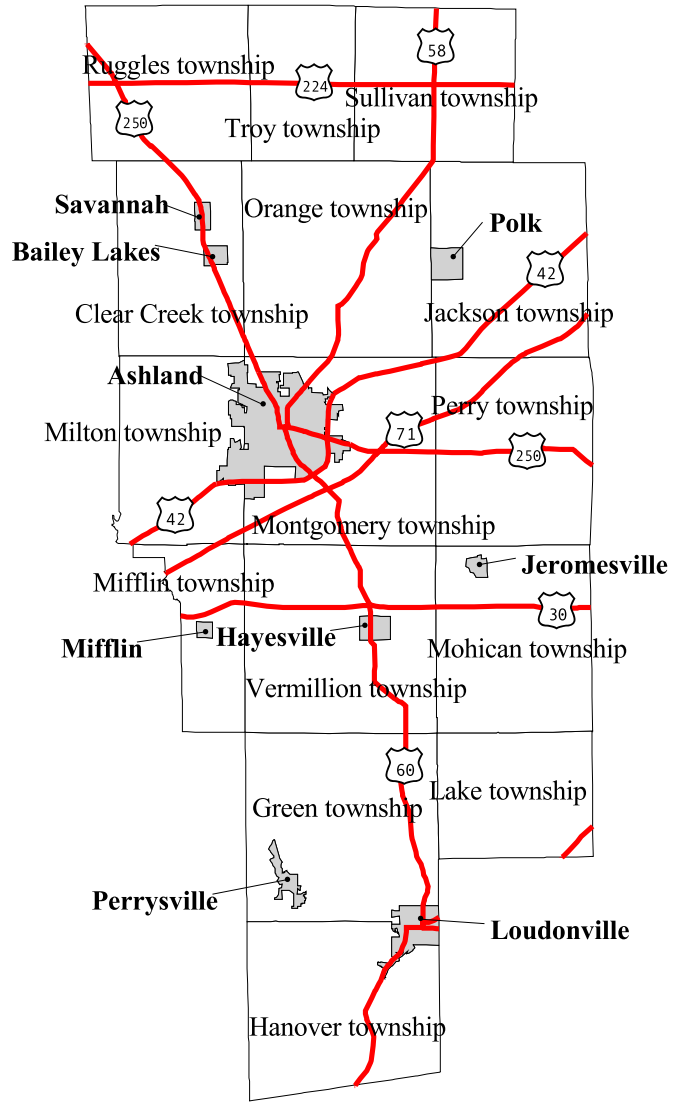 58
Ruggles township
224
Sullivan township
250
Troy township
Savannah
Orange township
Polk
Bailey Lakes
42
Clear Creek township
Jackson township
Ashland
Perry township
Milton township
71
250
42
Montgomery township
Jeromesville
Mifflin township
30
Hayesville
Mifflin
Mohican township
Vermillion township
60
Lake township
Green township
Perrysville
Loudonville
Hanover township